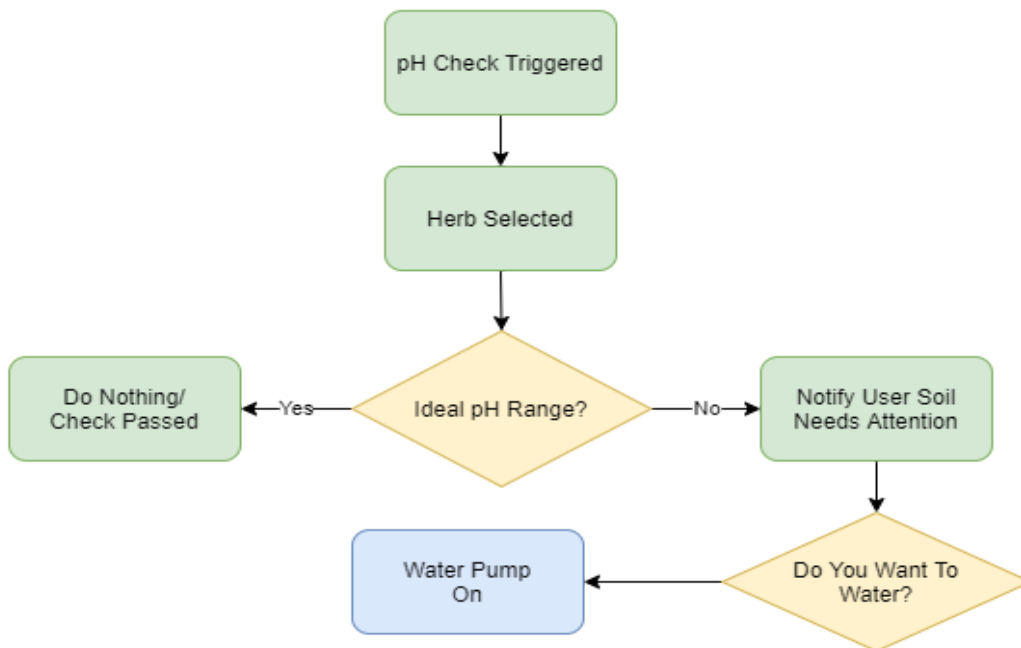 pH Check Triggered
Herb Selected
Do Nothing/
Check Passed
Yes
Ideal pH Range?
No
Notify User Soil
Needs Attention
Water Pump
On
Do You Want To
Water?